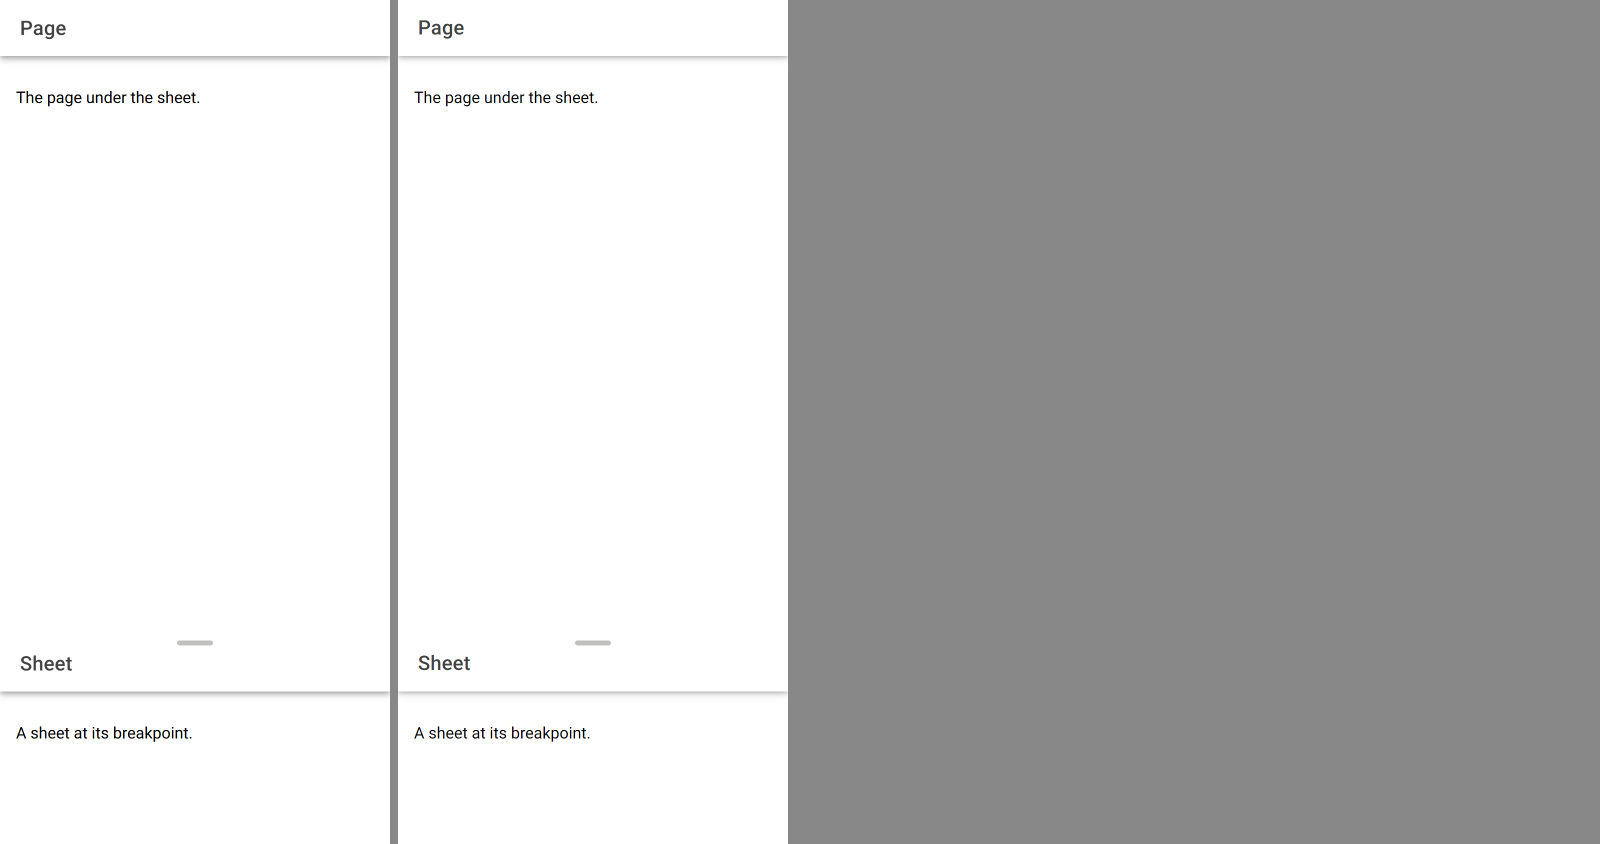 Page
The page under the sheet.
Sheet
A sheet at its breakpoint.
Page
The page under the sheet.
Sheet
A sheet at its breakpoint.